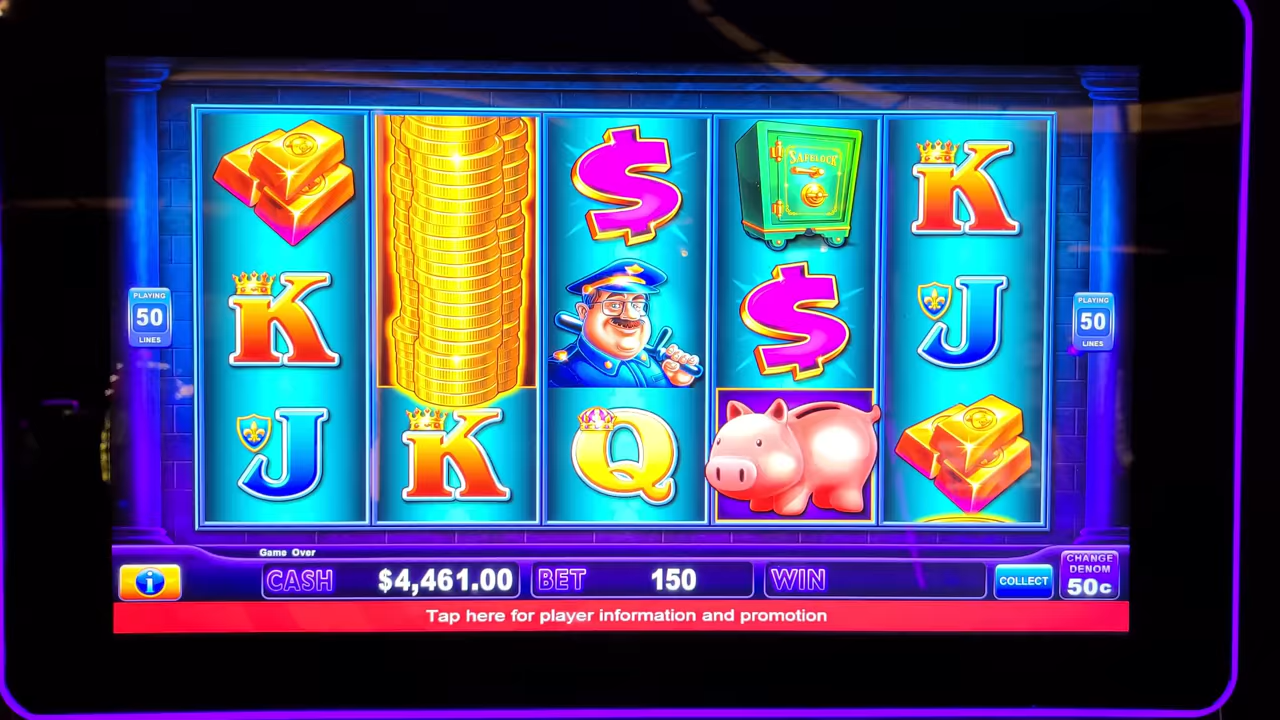 SAFELOCK
K
K
J
J
K
Q
PLAYING
50
LINES
PLAYING
50
LINES
Game Over
CASH $4,461.00 BET 150 WIN COLLECT
CHANGE
DENOM
50¢
Tap here for player information and promotion